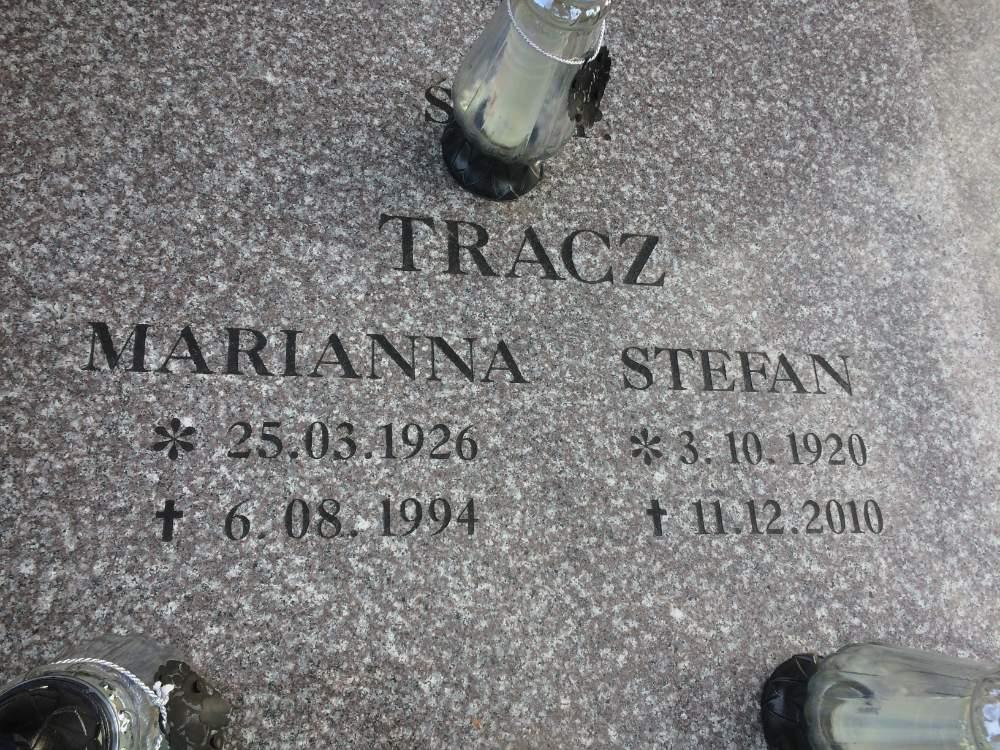 TRACZ
MARIANNA STEFAN
* 25.03.1926 * 3.10.1920
✝ 6.08.1994 ✝ 11.12.2010